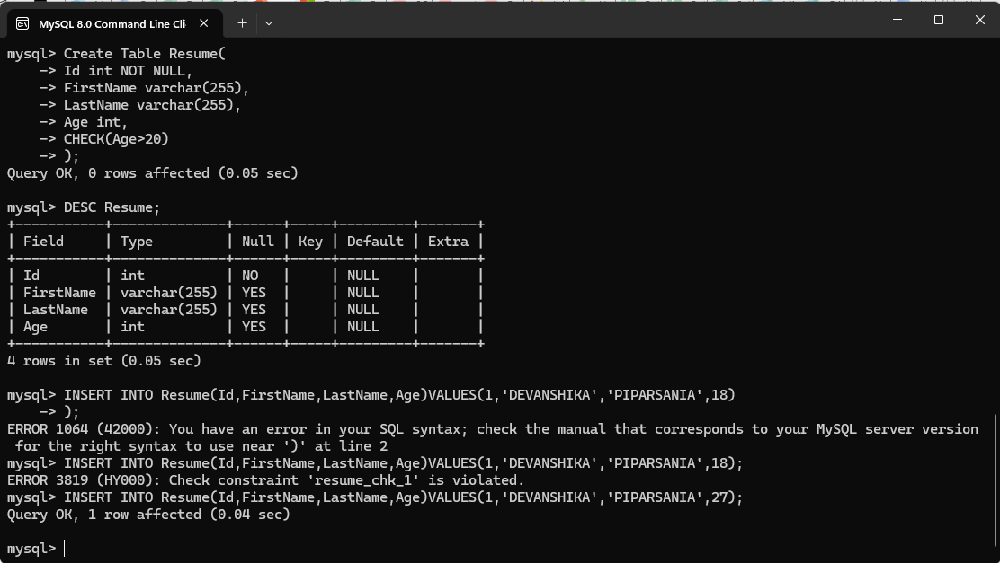 MySQL 8.0 Command Line Cli
mysql> Create Table Resume(
    -> Id int NOT NULL,
    -> FirstName varchar(255),
    -> LastName varchar(255),
    -> Age int,
    -> CHECK(Age>20)
    -> );
Query OK, 0 rows affected (0.05 sec)
mysql> DESC Resume;
+-----------+--------------+------+-----+---------+-------+
| Field     | Type         | Null | Key | Default | Extra |
+-----------+--------------+------+-----+---------+-------+
| Id        | int          | NO   |     | NULL    |       |
| FirstName | varchar(255) | YES  |     | NULL    |       |
| LastName  | varchar(255) | YES  |     | NULL    |       |
| Age       | int          | YES  |     | NULL    |       |
+-----------+--------------+------+-----+---------+-------+
4 rows in set (0.05 sec)
mysql> INSERT INTO Resume(Id,FirstName,LastName,Age)VALUES(1,'DEVANSHIKA','PIPARSANIA',18)
    -> );
ERROR 1064 (42000): You have an error in your SQL syntax; check the manual that corresponds to your MySQL server version
 for the right syntax to use near ')' at line 2
mysql> INSERT INTO Resume(Id,FirstName,LastName,Age)VALUES(1,'DEVANSHIKA','PIPARSANIA',18);
ERROR 3819 (HY000): Check constraint 'resume_chk_1' is violated.
mysql> INSERT INTO Resume(Id,FirstName,LastName,Age)VALUES(1,'DEVANSHIKA','PIPARSANIA',27);
Query OK, 1 row affected (0.04 sec)
mysql>